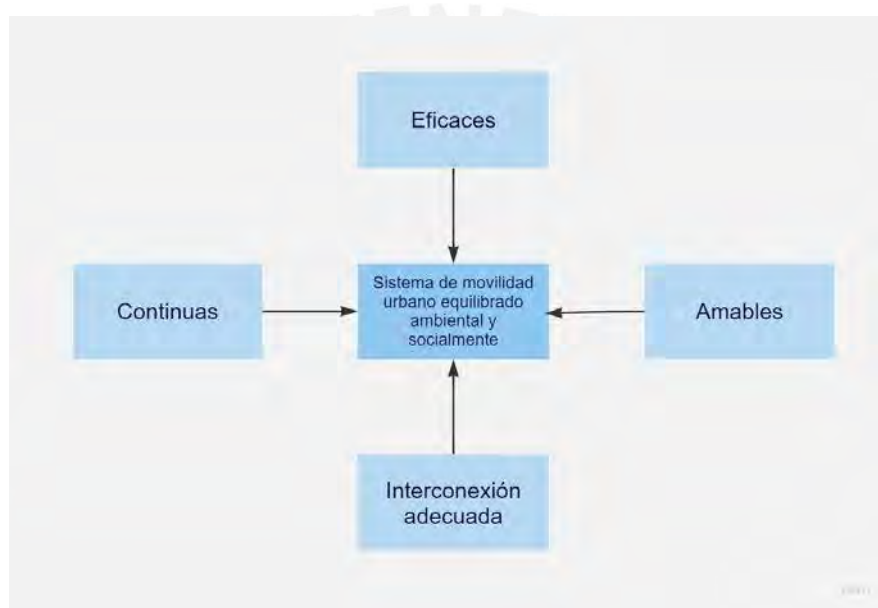 Eficaces
Continuas
Sistema de movilidad
urbano equilibrado
ambiental y
socialmente
Amables
Interconexión
adecuada